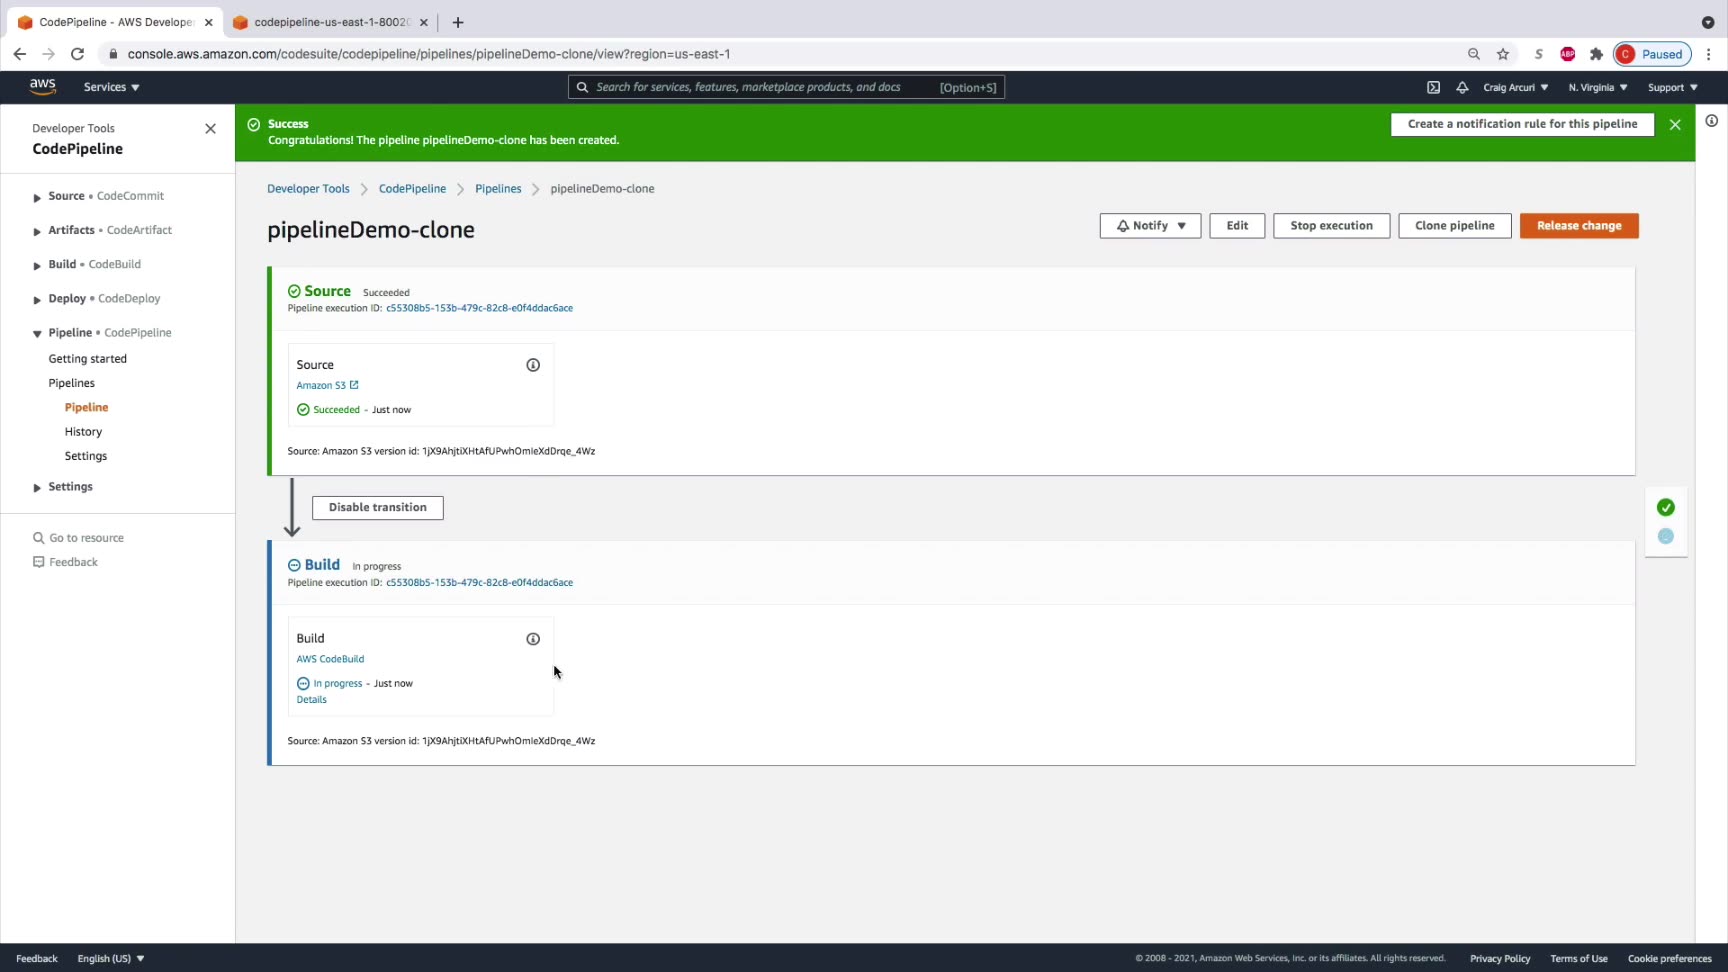 CodePipeline - AWS Develope
codepipeline-us-east-1-80020
console.aws.amazon.com/codesuite/codepipeline/pipelines/pipelineDemo-clone/view?region=us-east-1
S
ABP
C Paused
aws
Services
Search for services, features, marketplace products, and docs [Option+S]
Craig Arcuri
N. Virginia
Support
Developer Tools
CodePipeline
Source • CodeCommit
Artifacts • CodeArtifact
Build • CodeBuild
Deploy • CodeDeploy
Pipeline • CodePipeline
Getting started
Pipelines
Pipeline
History
Settings
Settings
Go to resource
Feedback
Success
Congratulations! The pipeline pipelineDemo-clone has been created.
Create a notification rule for this pipeline
Developer Tools > CodePipeline > Pipelines > pipelineDemo-clone
pipelineDemo-clone
Notify
Edit
Stop execution
Clone pipeline
Release change
Source Succeeded
Pipeline execution ID: c55308b5-153b-479c-82c8-e0f4ddac6ace
Source
Amazon S3
Succeeded - Just now
Source: Amazon S3 version id: 1jX9AhjtiXHtAfUPwhOmIeXdDrqe_4Wz
Disable transition
Build In progress
Pipeline execution ID: c55308b5-153b-479c-82c8-e0f4ddac6ace
Build
AWS CodeBuild
In progress - Just now
Details
Source: Amazon S3 version id: 1jX9AhjtiXHtAfUPwhOmIeXdDrqe_4Wz
Feedback
English (US)
© 2008 - 2021, Amazon Web Services, Inc. or its affiliates. All rights reserved.
Privacy Policy
Terms of Use
Cookie preferences